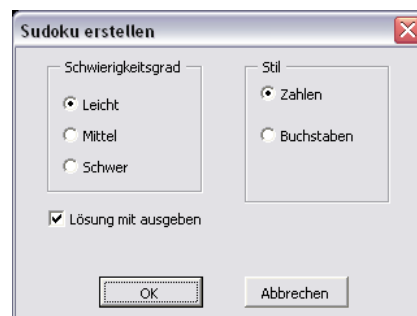 Sudoku erstellen
Schwierigkeitsgrad
Leicht
Mittel
Schwer
Stil
Zahlen
Buchstaben
Lösung mit ausgeben
OK
Abbrechen